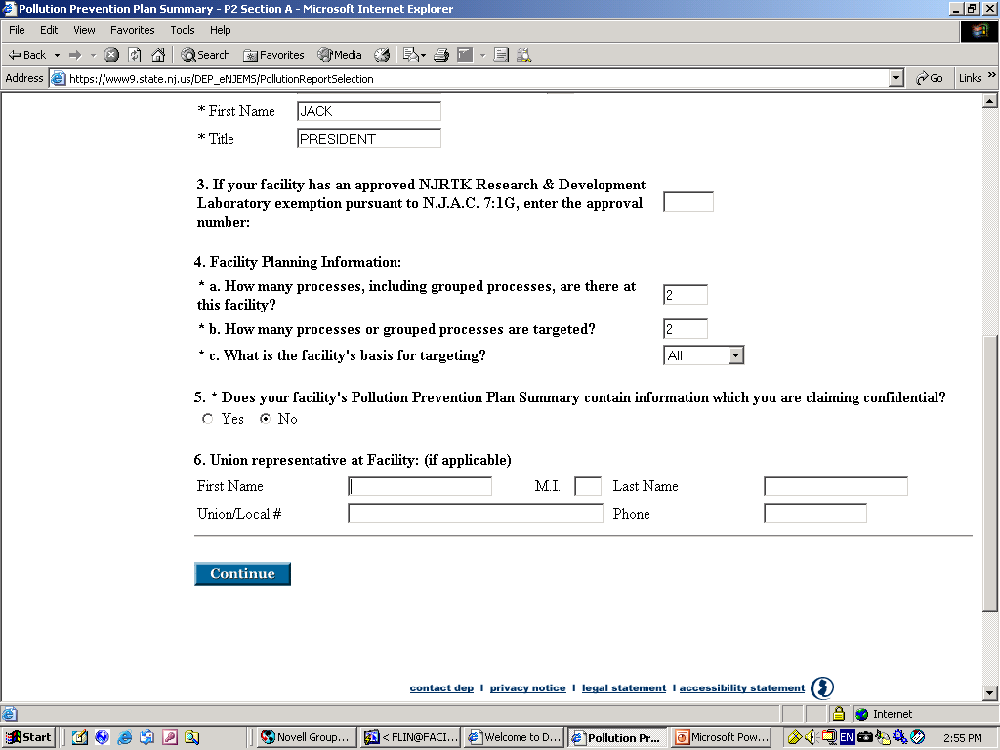 Pollution Prevention Plan Summary - P2 Section A - Microsoft Internet Explorer
File Edit View Favorites Tools Help
Back Search Favorites Media
Address https://www9.state.nj.us/DEP_eNJEMS/PollutionReportSelection Go Links »
* First Name JACK
* Title PRESIDENT
3. If your facility has an approved NJRTK Research & Development
Laboratory exemption pursuant to N.J.A.C. 7:1G, enter the approval
number:
4. Facility Planning Information:
* a. How many processes, including grouped processes, are there at
this facility? 2
* b. How many processes or grouped processes are targeted? 2
* c. What is the facility's basis for targeting? All
5. * Does your facility's Pollution Prevention Plan Summary contain information which you are claiming confidential?
Yes No
6. Union representative at Facility: (if applicable)
First Name M.I. Last Name
Union/Local # Phone
Continue
contact dep | privacy notice | legal statement | accessibility statement
Internet
Start Novell Group... < FLIN@FACI... Welcome to D... Pollution Pr... Microsoft Pow... EN 2:55 PM